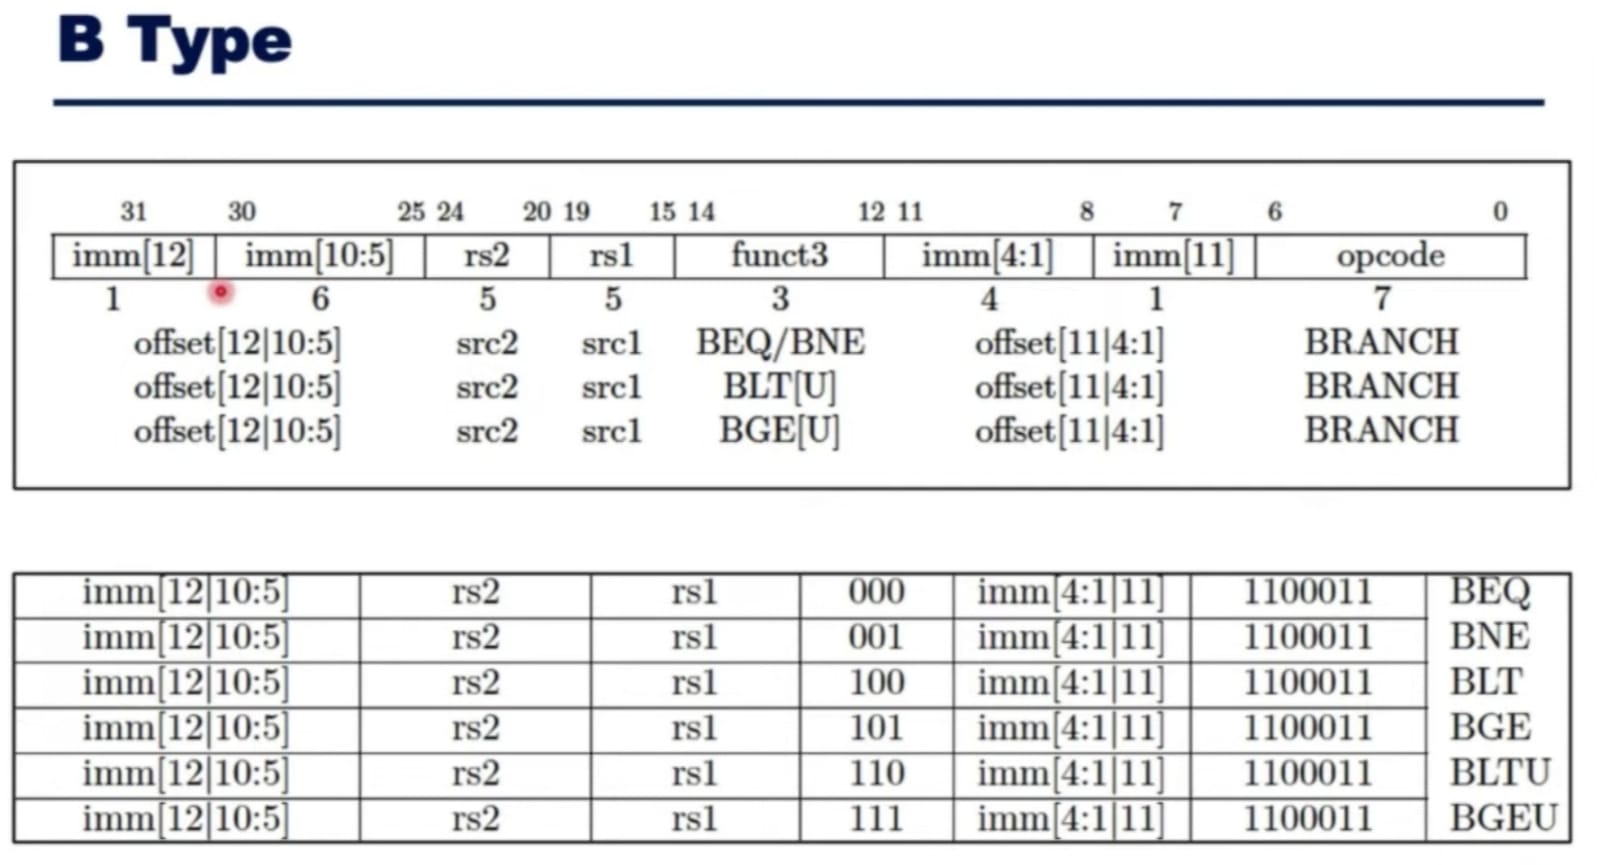 B Type
31 30 25 24 20 19 15 14 12 11 8 7 6 0
imm[12] imm[10:5] rs2 rs1 funct3 imm[4:1] imm[11] opcode
1 6 5 5 3 4 1 7
offset[12|10:5] src2 src1 BEQ/BNE offset[11|4:1] BRANCH
offset[12|10:5] src2 src1 BLT[U] offset[11|4:1] BRANCH
offset[12|10:5] src2 src1 BGE[U] offset[11|4:1] BRANCH
imm[12|10:5] rs2 rs1 000 imm[4:1|11] 1100011 BEQ
imm[12|10:5] rs2 rs1 001 imm[4:1|11] 1100011 BNE
imm[12|10:5] rs2 rs1 100 imm[4:1|11] 1100011 BLT
imm[12|10:5] rs2 rs1 101 imm[4:1|11] 1100011 BGE
imm[12|10:5] rs2 rs1 110 imm[4:1|11] 1100011 BLTU
imm[12|10:5] rs2 rs1 111 imm[4:1|11] 1100011 BGEU